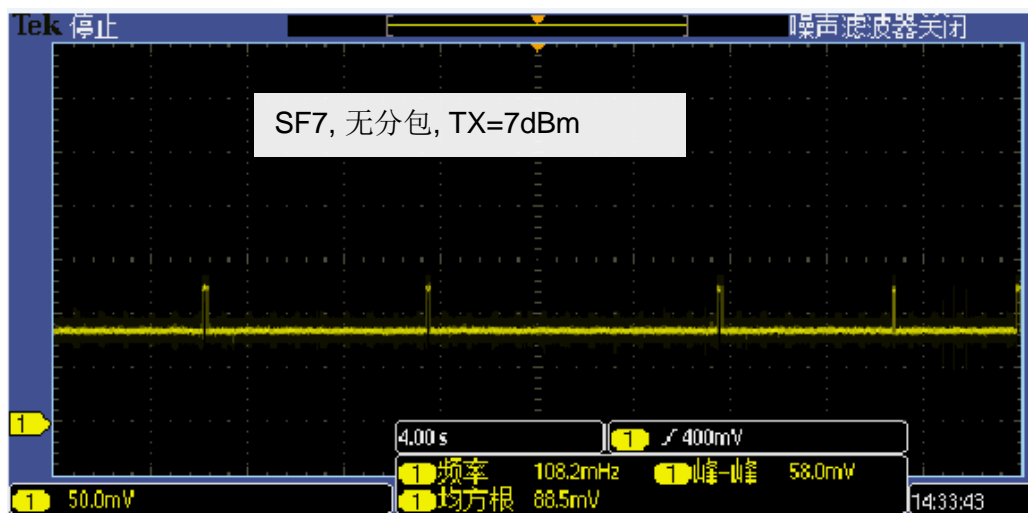 Tek 停止
噪声滤波器关闭
SF7, 无分包, TX=7dBm
1
4.00 s
1 400mV
1 频率 108.2mHz 1 峰-峰 58.0mV
1 均方根 88.5mV
1 50.0mV
14:33:43